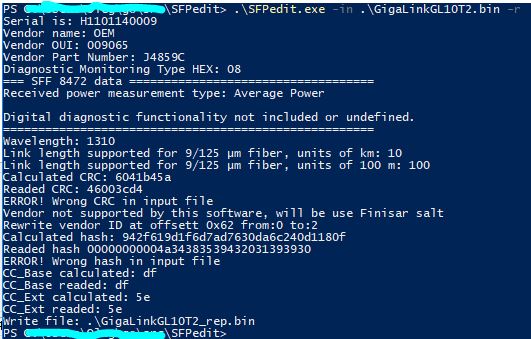 PS \SFPedit> .\SFPedit.exe -in .\GigaLinkGL10T2.bin -r
Serial is: H1101140009
Vendor name: OEM
Vendor OUI: 009065
Vendor Part Number: J4859C
Diagnostic Monitoring Type HEX: 08
=== SFF 8472 data ===================================
Received power measurement type: Average Power
Digital diagnostic functionality not included or undefined.
=====================================================
Wavelength: 1310
Link length supported for 9/125 µm fiber, units of km: 10
Link length supported for 9/125 µm fiber, units of 100 m: 100
Calculated CRC: 6041b45a
Readed CRC: 46003cd4
ERROR! Wrong CRC in input file
Vendor not supported by this software, will be use Finisar salt
Rewrite vendor ID at offsett 0x62 from:0 to:2
Calculated hash: 942f619d1f6d7ad7630da6c240d1180f
Readed hash 00000000004a34383539432031393930
ERROR! Wrong hash in input file
CC_Base calculated: df
CC_Base readed: df
CC_Ext calculated: 5e
CC_Ext readed: 5e
Write file: .\GigaLinkGL10T2_rep.bin
PS \SFPedit>